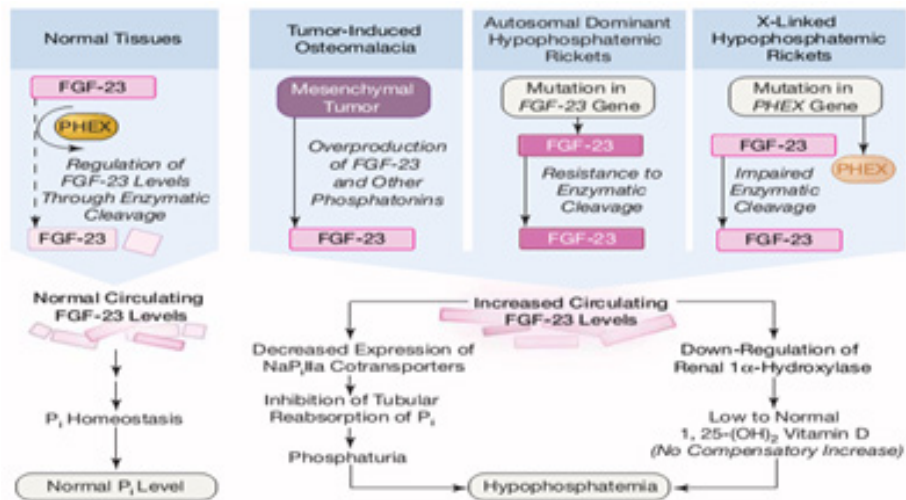 Normal Tissues
FGF-23
PHEX
Regulation of
FGF-23 Levels
Through Enzymatic
Cleavage
FGF-23
Normal Circulating
FGF-23 Levels
P_i Homeostasis
Normal P_i Level
Tumor-Induced
Osteomalacia
Mesenchymal
Tumor
Overproduction
of FGF-23
and Other
Phosphatonins
FGF-23
Autosomal Dominant
Hypophosphatemic
Rickets
Mutation in
FGF-23 Gene
FGF-23
Resistance to
Enzymatic
Cleavage
FGF-23
X-Linked
Hypophosphatemic
Rickets
Mutation in
PHEX Gene
FGF-23
PHEX
Impaired
Enzymatic
Cleavage
FGF-23
Increased Circulating
FGF-23 Levels
Decreased Expression of
NaP_iIIa Cotransporters
Inhibition of Tubular
Reabsorption of P_i
Phosphaturia
Down-Regulation of
Renal 1α-Hydroxylase
Low to Normal
1, 25-(OH)₂ Vitamin D
(No Compensatory Increase)
Hypophosphatemia